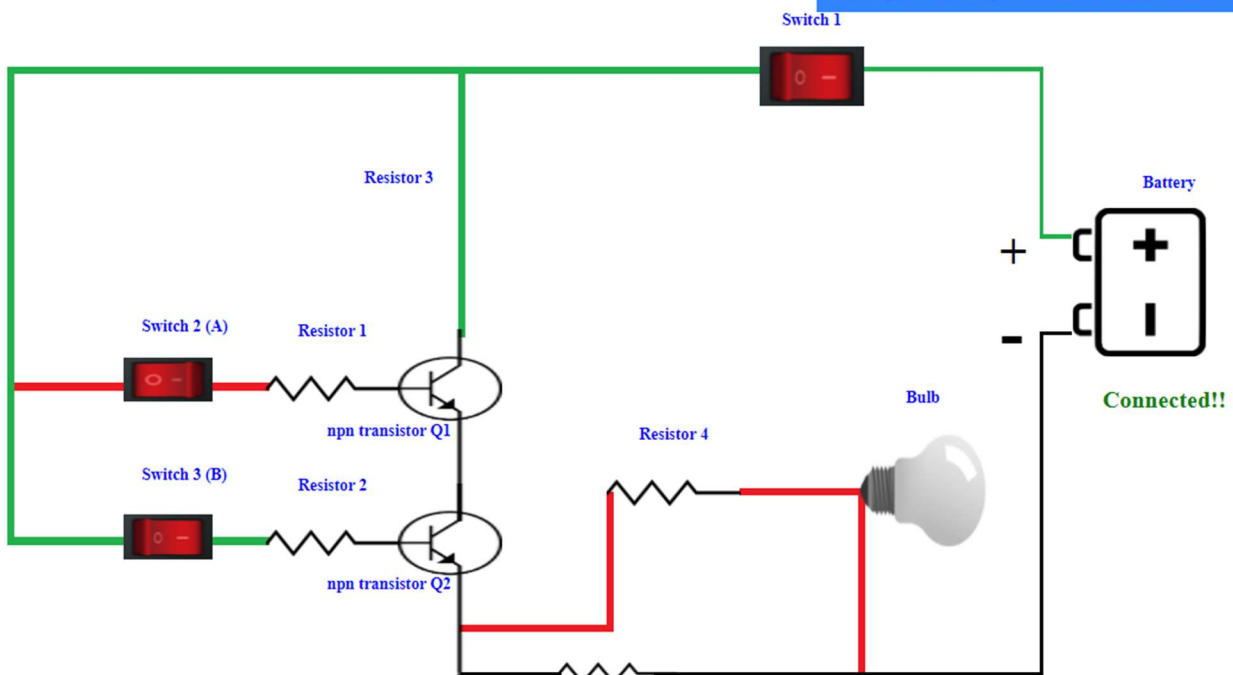 Switch 1
Resistor 3
Battery
+
-
Switch 2 (A)
Resistor 1
Bulb
Connected!!
npn transistor Q1
Resistor 4
Switch 3 (B)
Resistor 2
npn transistor Q2